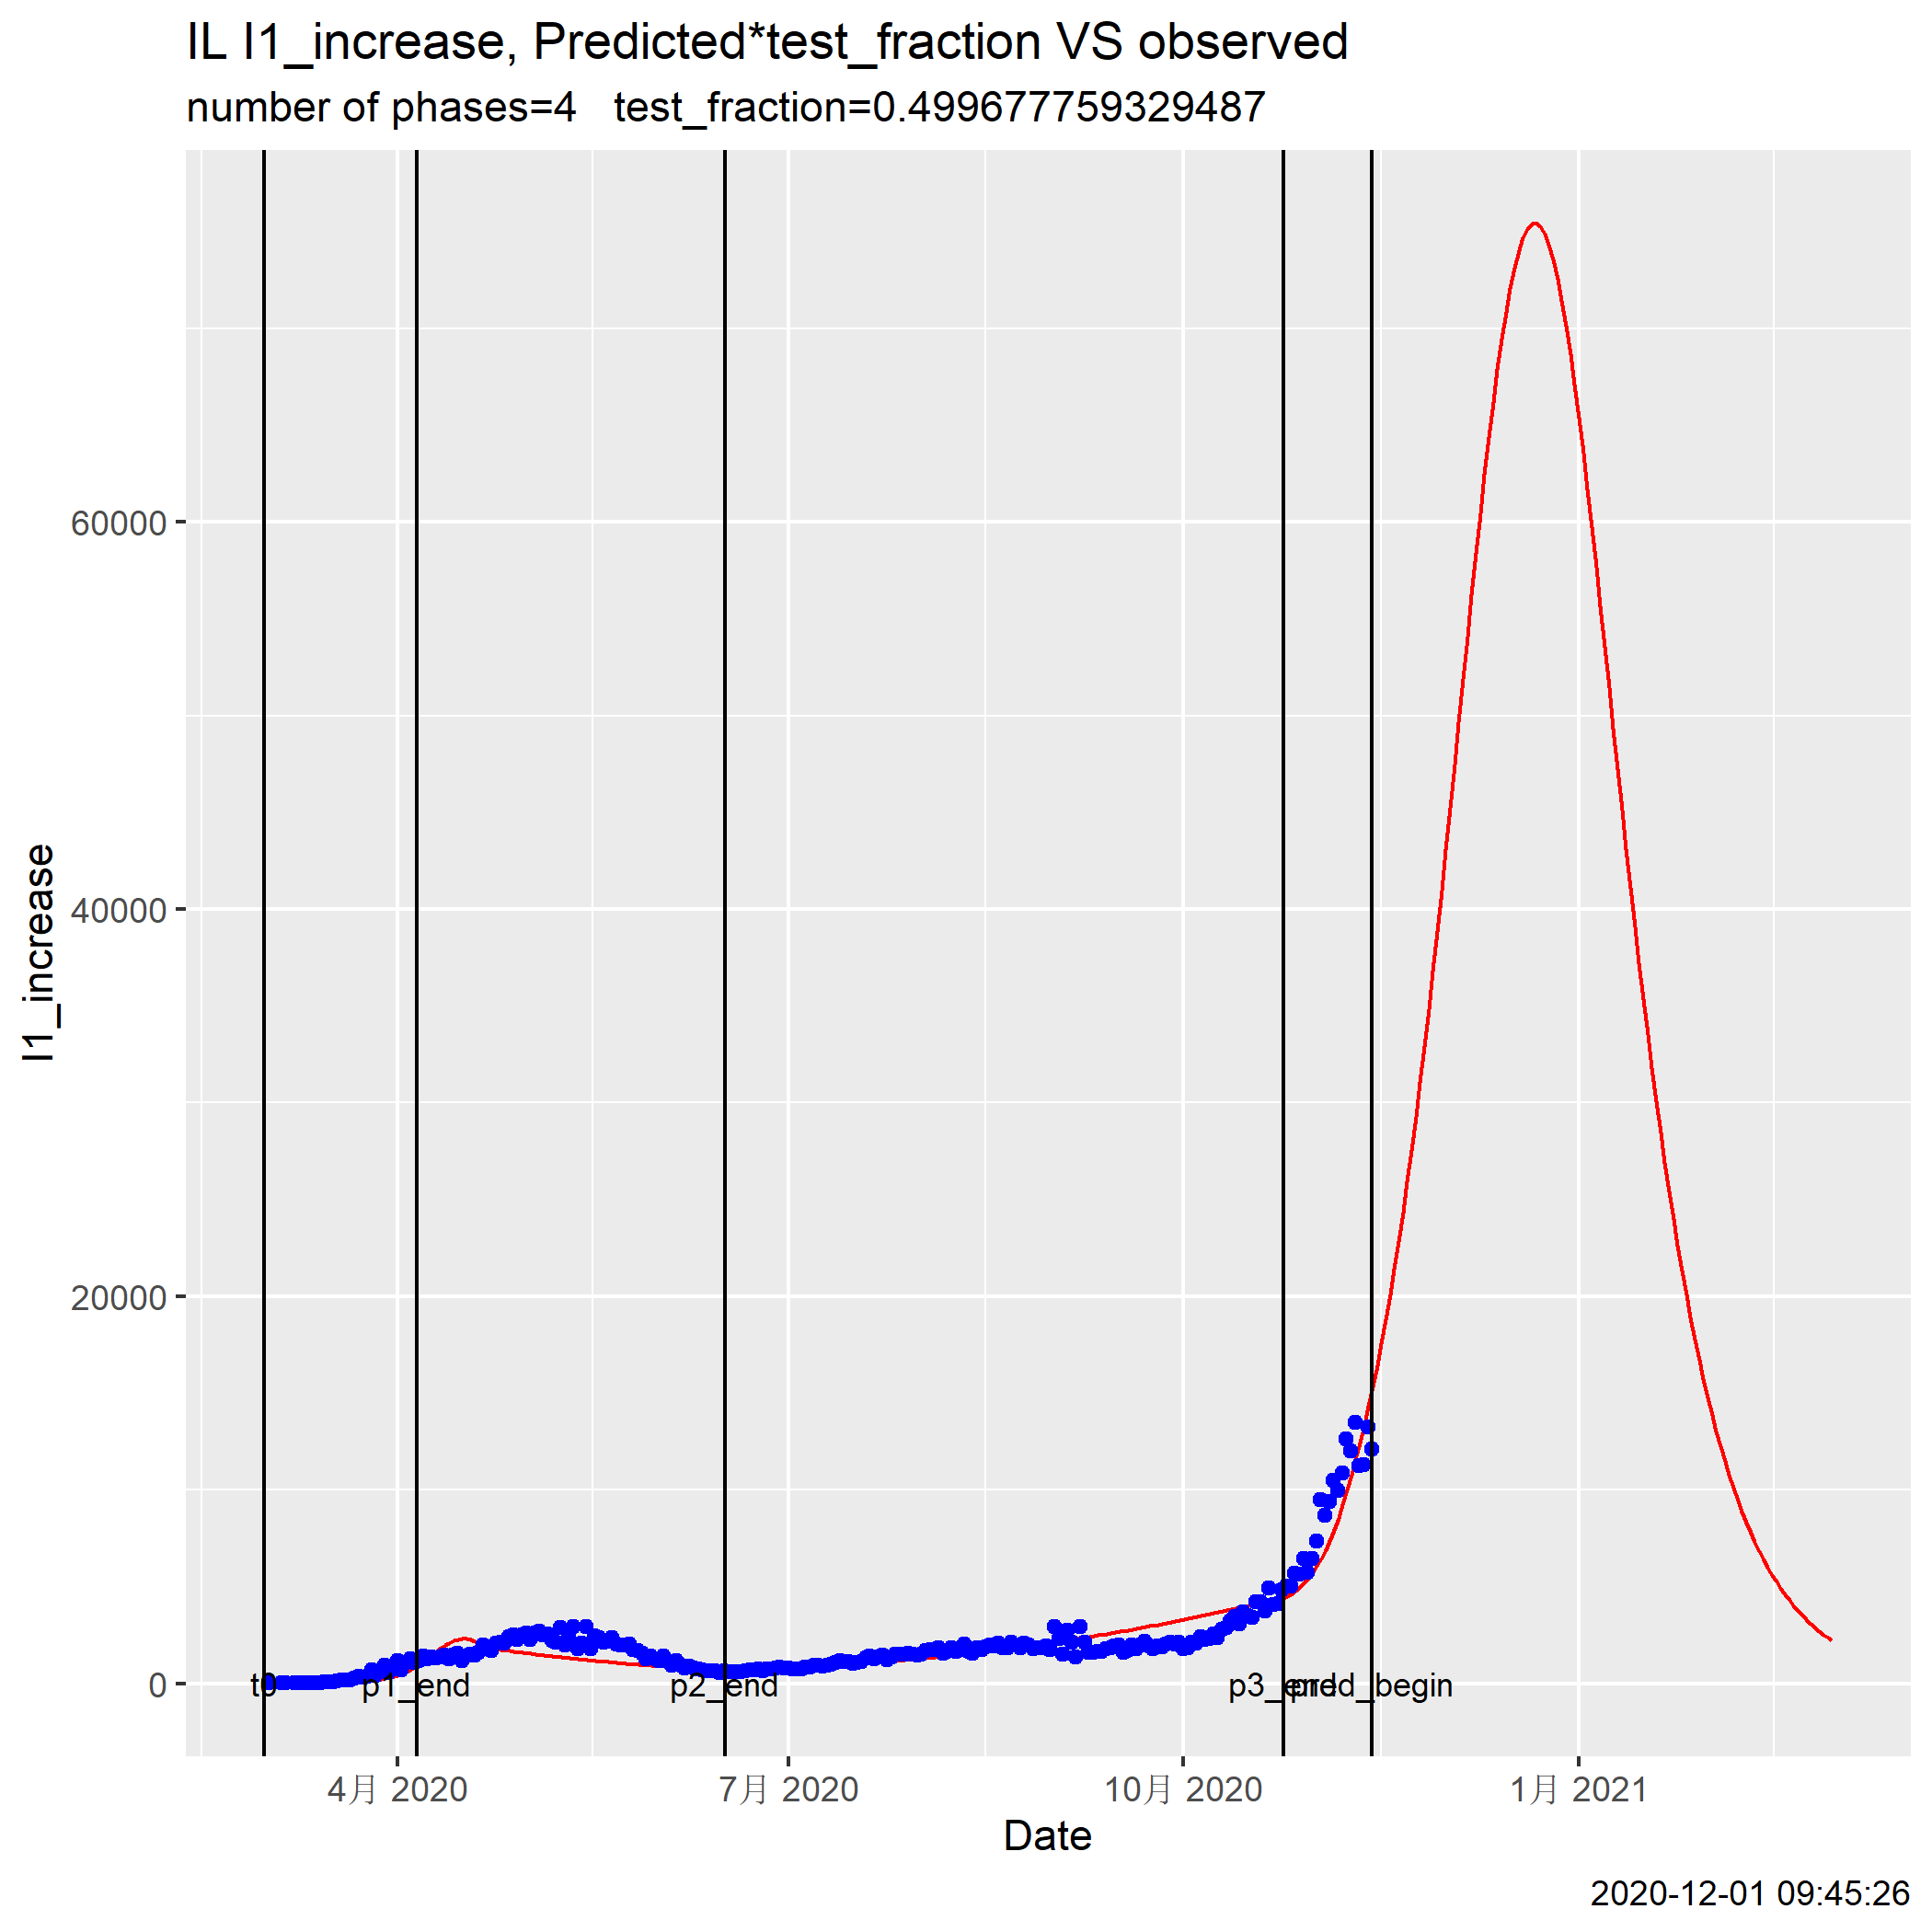 IL I1_increase, Predicted*test_fraction VS observed
number of phases=4 test_fraction=0.499677759329487
I1_increase
60000
40000
20000
0
t0 p1_end p2_end p3_end pred_begin
4月 2020 7月 2020 10月 2020 1月 2021
Date
2020-12-01 09:45:26